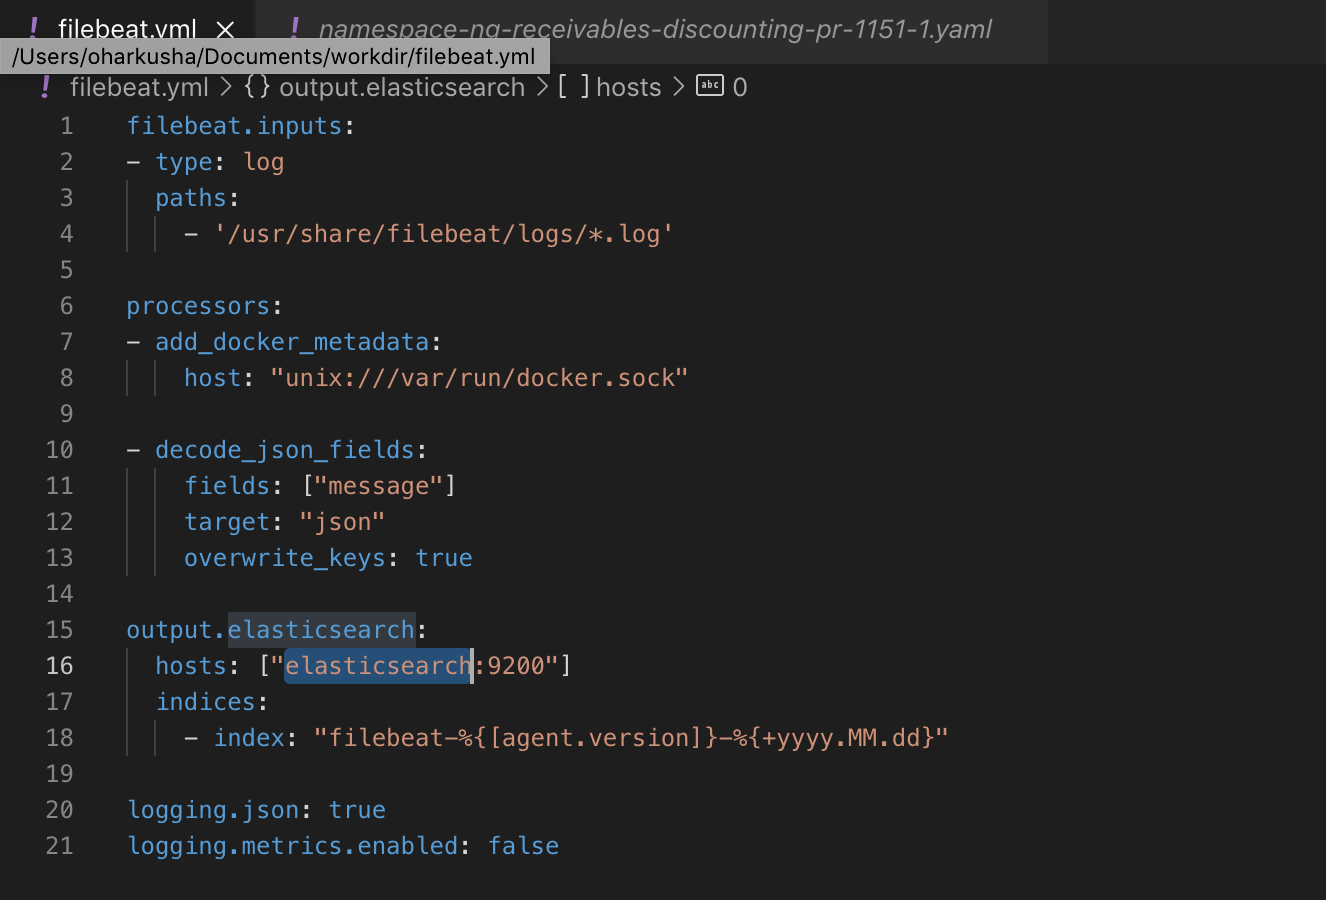 filebeat.yml
namespace-ng-receivables-discounting-pr-1151-1.yaml
/Users/oharkusha/Documents/workdir/filebeat.yml
filebeat.yml > {} output.elasticsearch > [ ] hosts > abc 0
1 filebeat.inputs:
2 - type: log
3   paths:
4     - '/usr/share/filebeat/logs/*.log'
5
6 processors:
7 - add_docker_metadata:
8     host: "unix:///var/run/docker.sock"
9
10 - decode_json_fields:
11     fields: ["message"]
12     target: "json"
13     overwrite_keys: true
14
15 output.elasticsearch:
16   hosts: ["elasticsearch:9200"]
17   indices:
18     - index: "filebeat-%{[agent.version]}-%{+yyyy.MM.dd}"
19
20 logging.json: true
21 logging.metrics.enabled: false